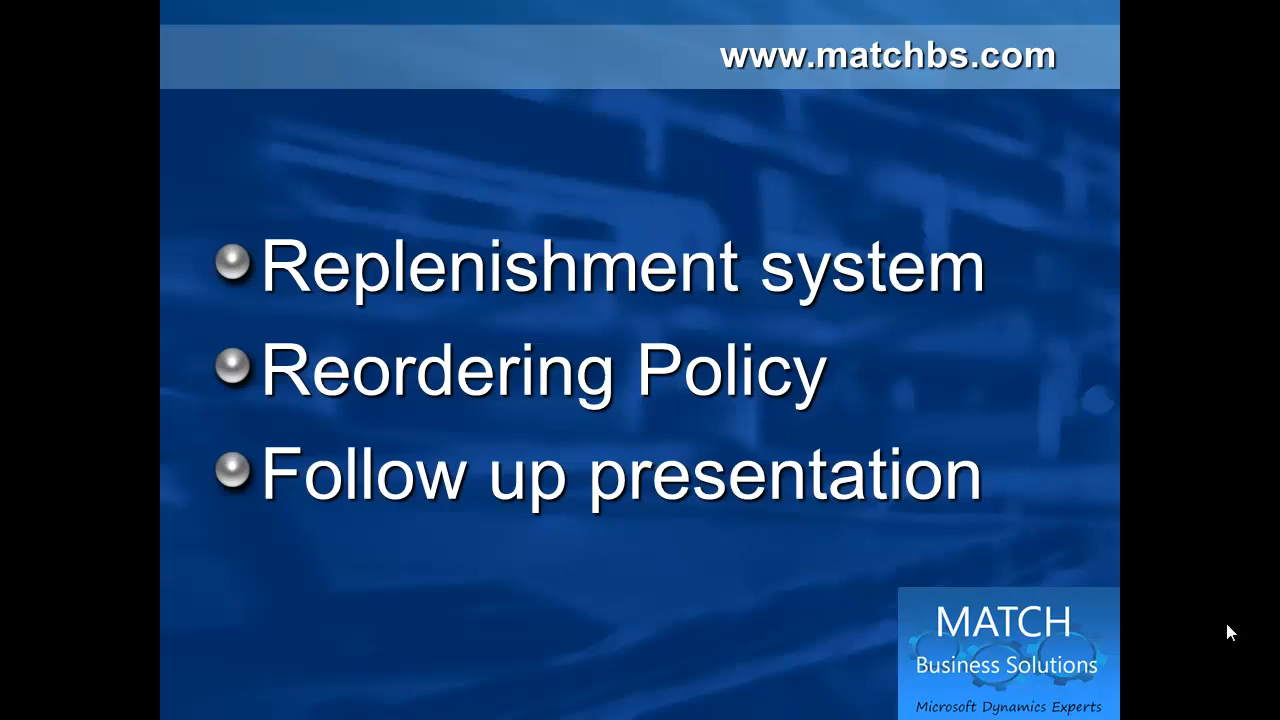 www.matchbs.com
Replenishment system
Reordering Policy
Follow up presentation
MATCH
Business Solutions
Microsoft Dynamics Experts